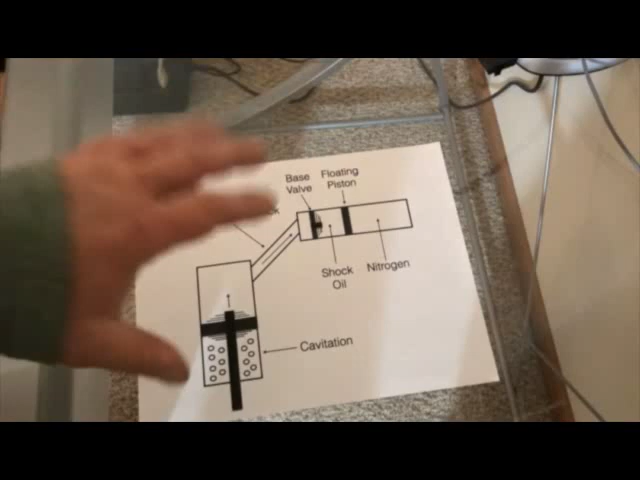 Base
Valve
Floating
Piston
Shock
Oil
Nitrogen
Cavitation